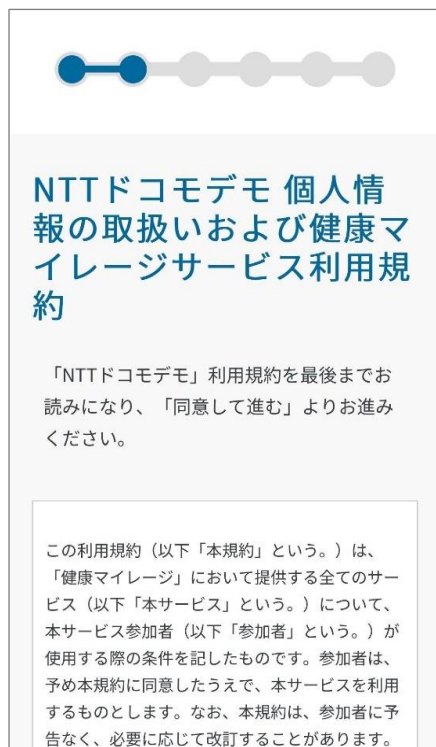 NTTドコモデモ 個人情
報の取扱いおよび健康マ
イレージサービス利用規
約
「NTTドコモデモ」利用規約を最後までお
読みになり、「同意して進む」よりお進み
ください。
この利用規約（以下「本規約」という。）は、
「健康マイレージ」において提供する全てのサー
ビス（以下「本サービス」という。）について、
本サービス参加者（以下「参加者」という。）が
使用する際の条件を記したものです。参加者は、
予め本規約に同意したうえで、本サービスを利用
するものとします。なお、本規約は、参加者に予
告なく、必要に応じて改訂することがあります。